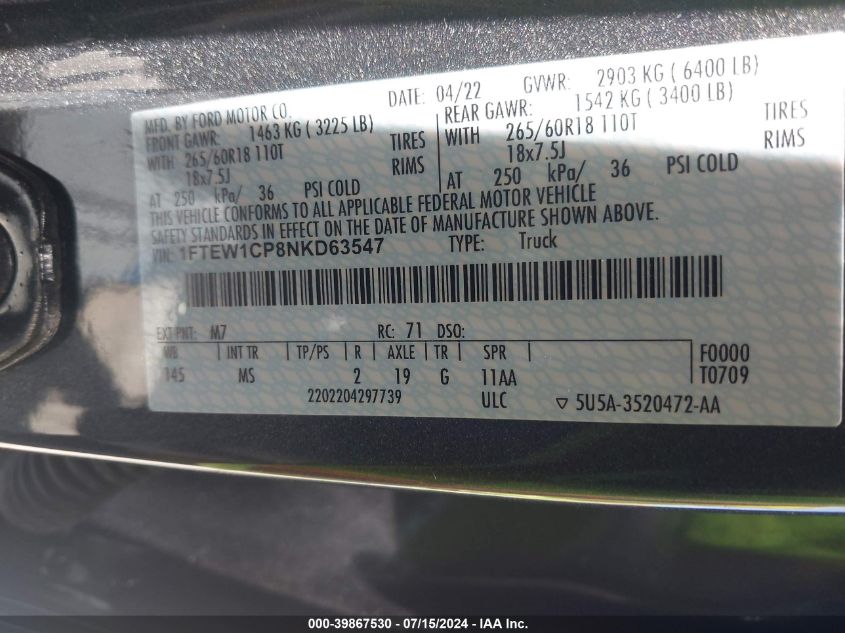 MFD. BY FORD MOTOR CO.
DATE: 04/22 GVWR: 2903 KG ( 6400 LB)
FRONT GAWR: 1463 KG ( 3225 LB)
REAR GAWR: 1542 KG ( 3400 LB)
WITH 265/60R18 110T TIRES
WITH 265/60R18 110T TIRES
18x7.5J RIMS
18x7.5J RIMS
AT 250 kPa/ 36 PSI COLD
AT 250 kPa/ 36 PSI COLD
THIS VEHICLE CONFORMS TO ALL APPLICABLE FEDERAL MOTOR VEHICLE
SAFETY STANDARDS IN EFFECT ON THE DATE OF MANUFACTURE SHOWN ABOVE.
VIN: 1FTEW1CP8NKD63547 TYPE: Truck
EXT PNT: M7 RC: 71 DSO:
WB INT TR TP/PS R AXLE TR SPR F0000
145 MS 2 19 G 11AA T0709
2202204297739 ULC ▽ 5U5A-3520472-AA
000-39867530 / 07/15/2024 - IAA Inc.